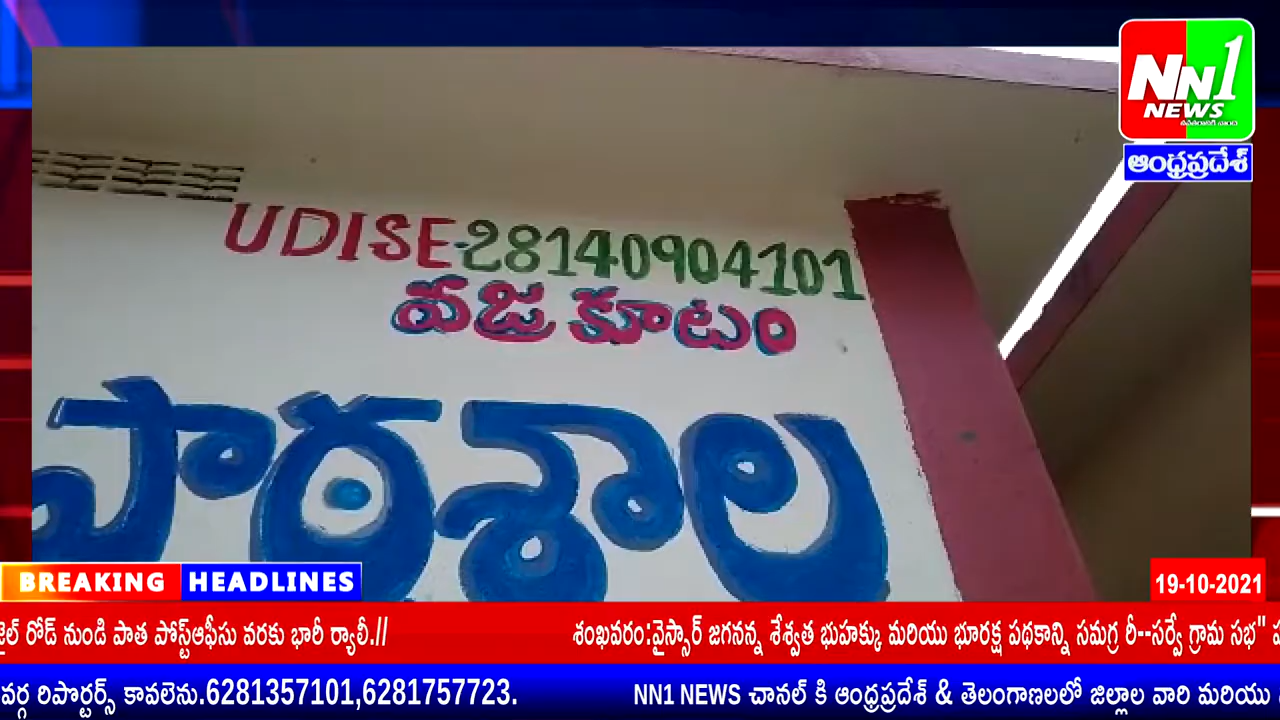 NN1
NEWS
ఆంధ్రప్రదేశ్
UDISE-28140904101
వజ్ర కూటం
పాఠశాల
BREAKING HEADLINES
19-10-2021
జైల్ రోడ్ నుండి పాత పోస్ట్ఆఫీసు వరకు భారీ ర్యాలీ.// శంఖవరం:వైస్సార్ జగనన్న శేశ్వత భుహక్కు మరియు భూరక్ష పథకాన్ని సమగ్ర రీ--సర్వే గ్రామ సభ"
వర్గ రిపొర్టర్స్ కావలెను.6281357101,6281757723. NN1 NEWS చానల్ కి ఆంధ్రప్రదేశ్ & తెలంగాణలలో జిల్లాల వారి మరియు